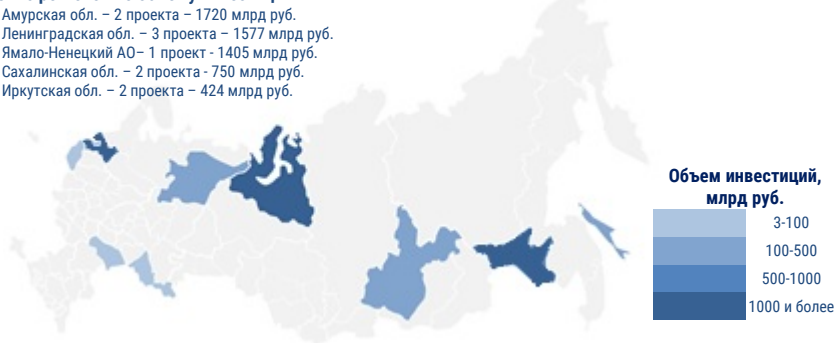 Амурская обл. – 2 проекта – 1720 млрд руб.
Ленинградская обл. – 3 проекта – 1577 млрд руб.
Ямало-Ненецкий АО– 1 проект - 1405 млрд руб.
Сахалинская обл. – 2 проекта - 750 млрд руб.
Иркутская обл. – 2 проекта – 424 млрд руб.
Объем инвестиций,
млрд руб.
3-100
100-500
500-1000
1000 и более